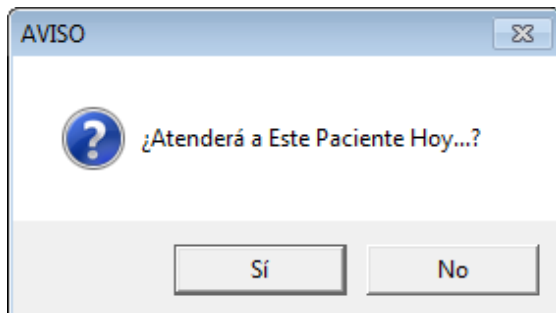 AVISO
¿Atenderá a Este Paciente Hoy...?
Sí
No